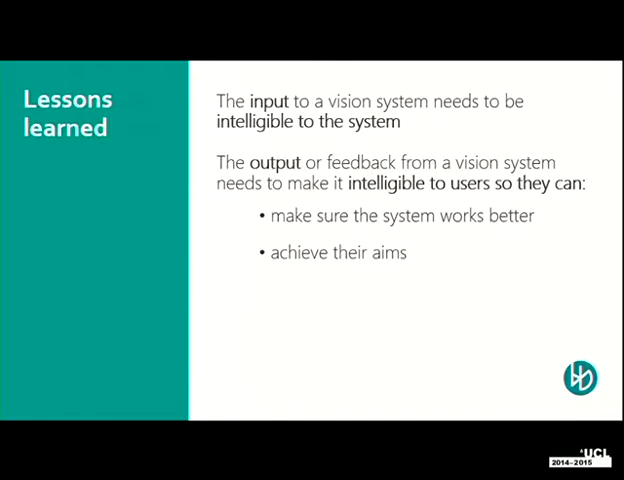 Lessons
learned
The input to a vision system needs to be
intelligible to the system
The output or feedback from a vision system
needs to make it intelligible to users so they can:
• make sure the system works better
• achieve their aims
UCL
2014-2015